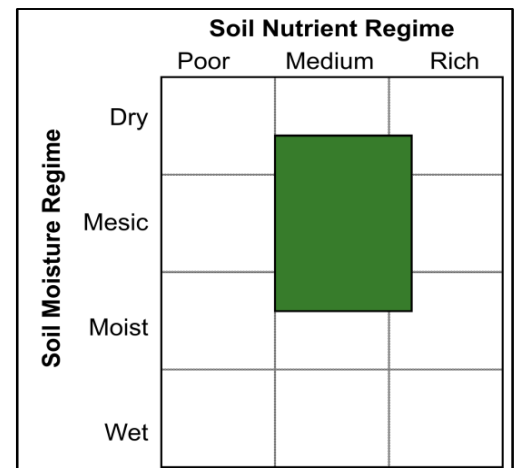 Soil Nutrient Regime
Poor Medium Rich
Soil Moisture Regime
Dry
Mesic
Moist
Wet